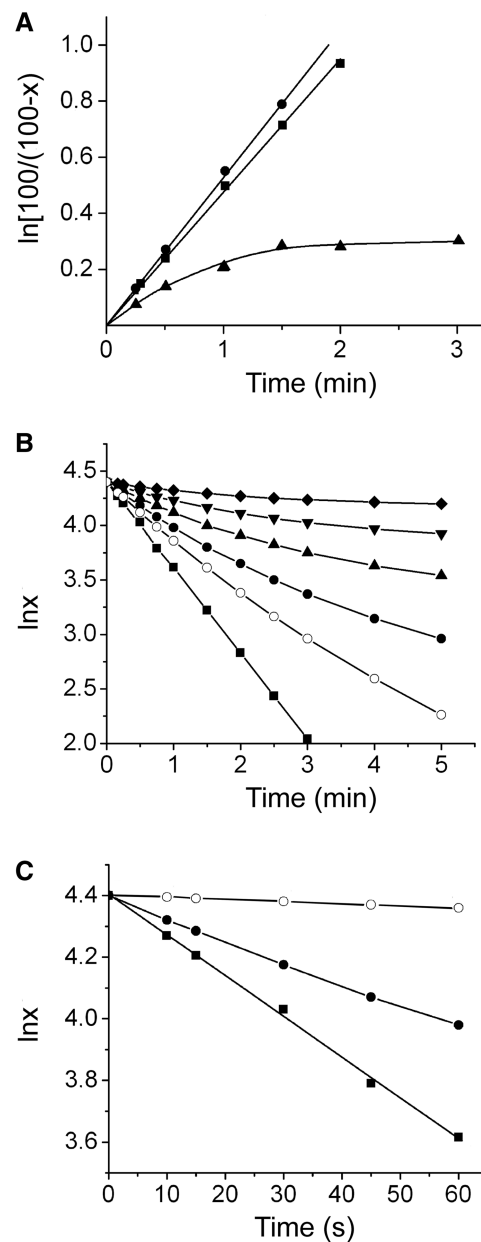 A
ln[100/(100-x)]
1.0
0.8
0.6
0.4
0.2
0 1 2 3
Time (min)
B
lnx
4.5
4.0
3.5
3.0
2.5
2.0
0 1 2 3 4 5
Time (min)
C
lnx
4.4
4.2
4.0
3.8
3.6
0 10 20 30 40 50 60
Time (s)